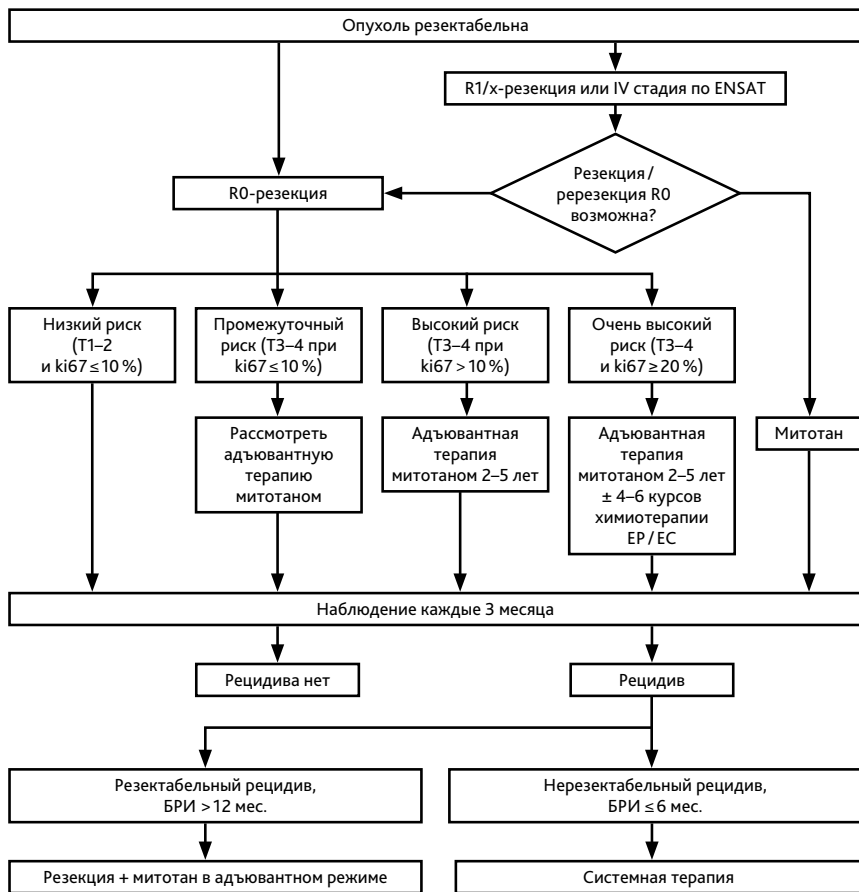 Опухоль резектабельна
R1/x-резекция или IV стадия по ENSAT
Резекция /
ререзекция R0
возможна?
R0-резекция
Низкий риск
(T1–2
и ki67 ≤ 10 %)
Промежуточный
риск (T3–4 при
ki67 ≤ 10 %)
Высокий риск
(T3–4 при
ki67 > 10 %)
Очень высокий
риск (T3–4
и ki67 ≥ 20 %)
Рассмотреть
адъювантную
терапию
митотаном
Адъювантная
терапия
митотаном 2–5 лет
Адъювантная
терапия
митотаном 2–5 лет
± 4–6 курсов
химиотерапии
EP / EC
Митотан
Наблюдение каждые 3 месяца
Рецидива нет
Рецидив
Резектабельный рецидив,
БРИ > 12 мес.
Нерезектабельный рецидив,
БРИ ≤ 6 мес.
Резекция + митотан в адъювантном режиме
Системная терапия